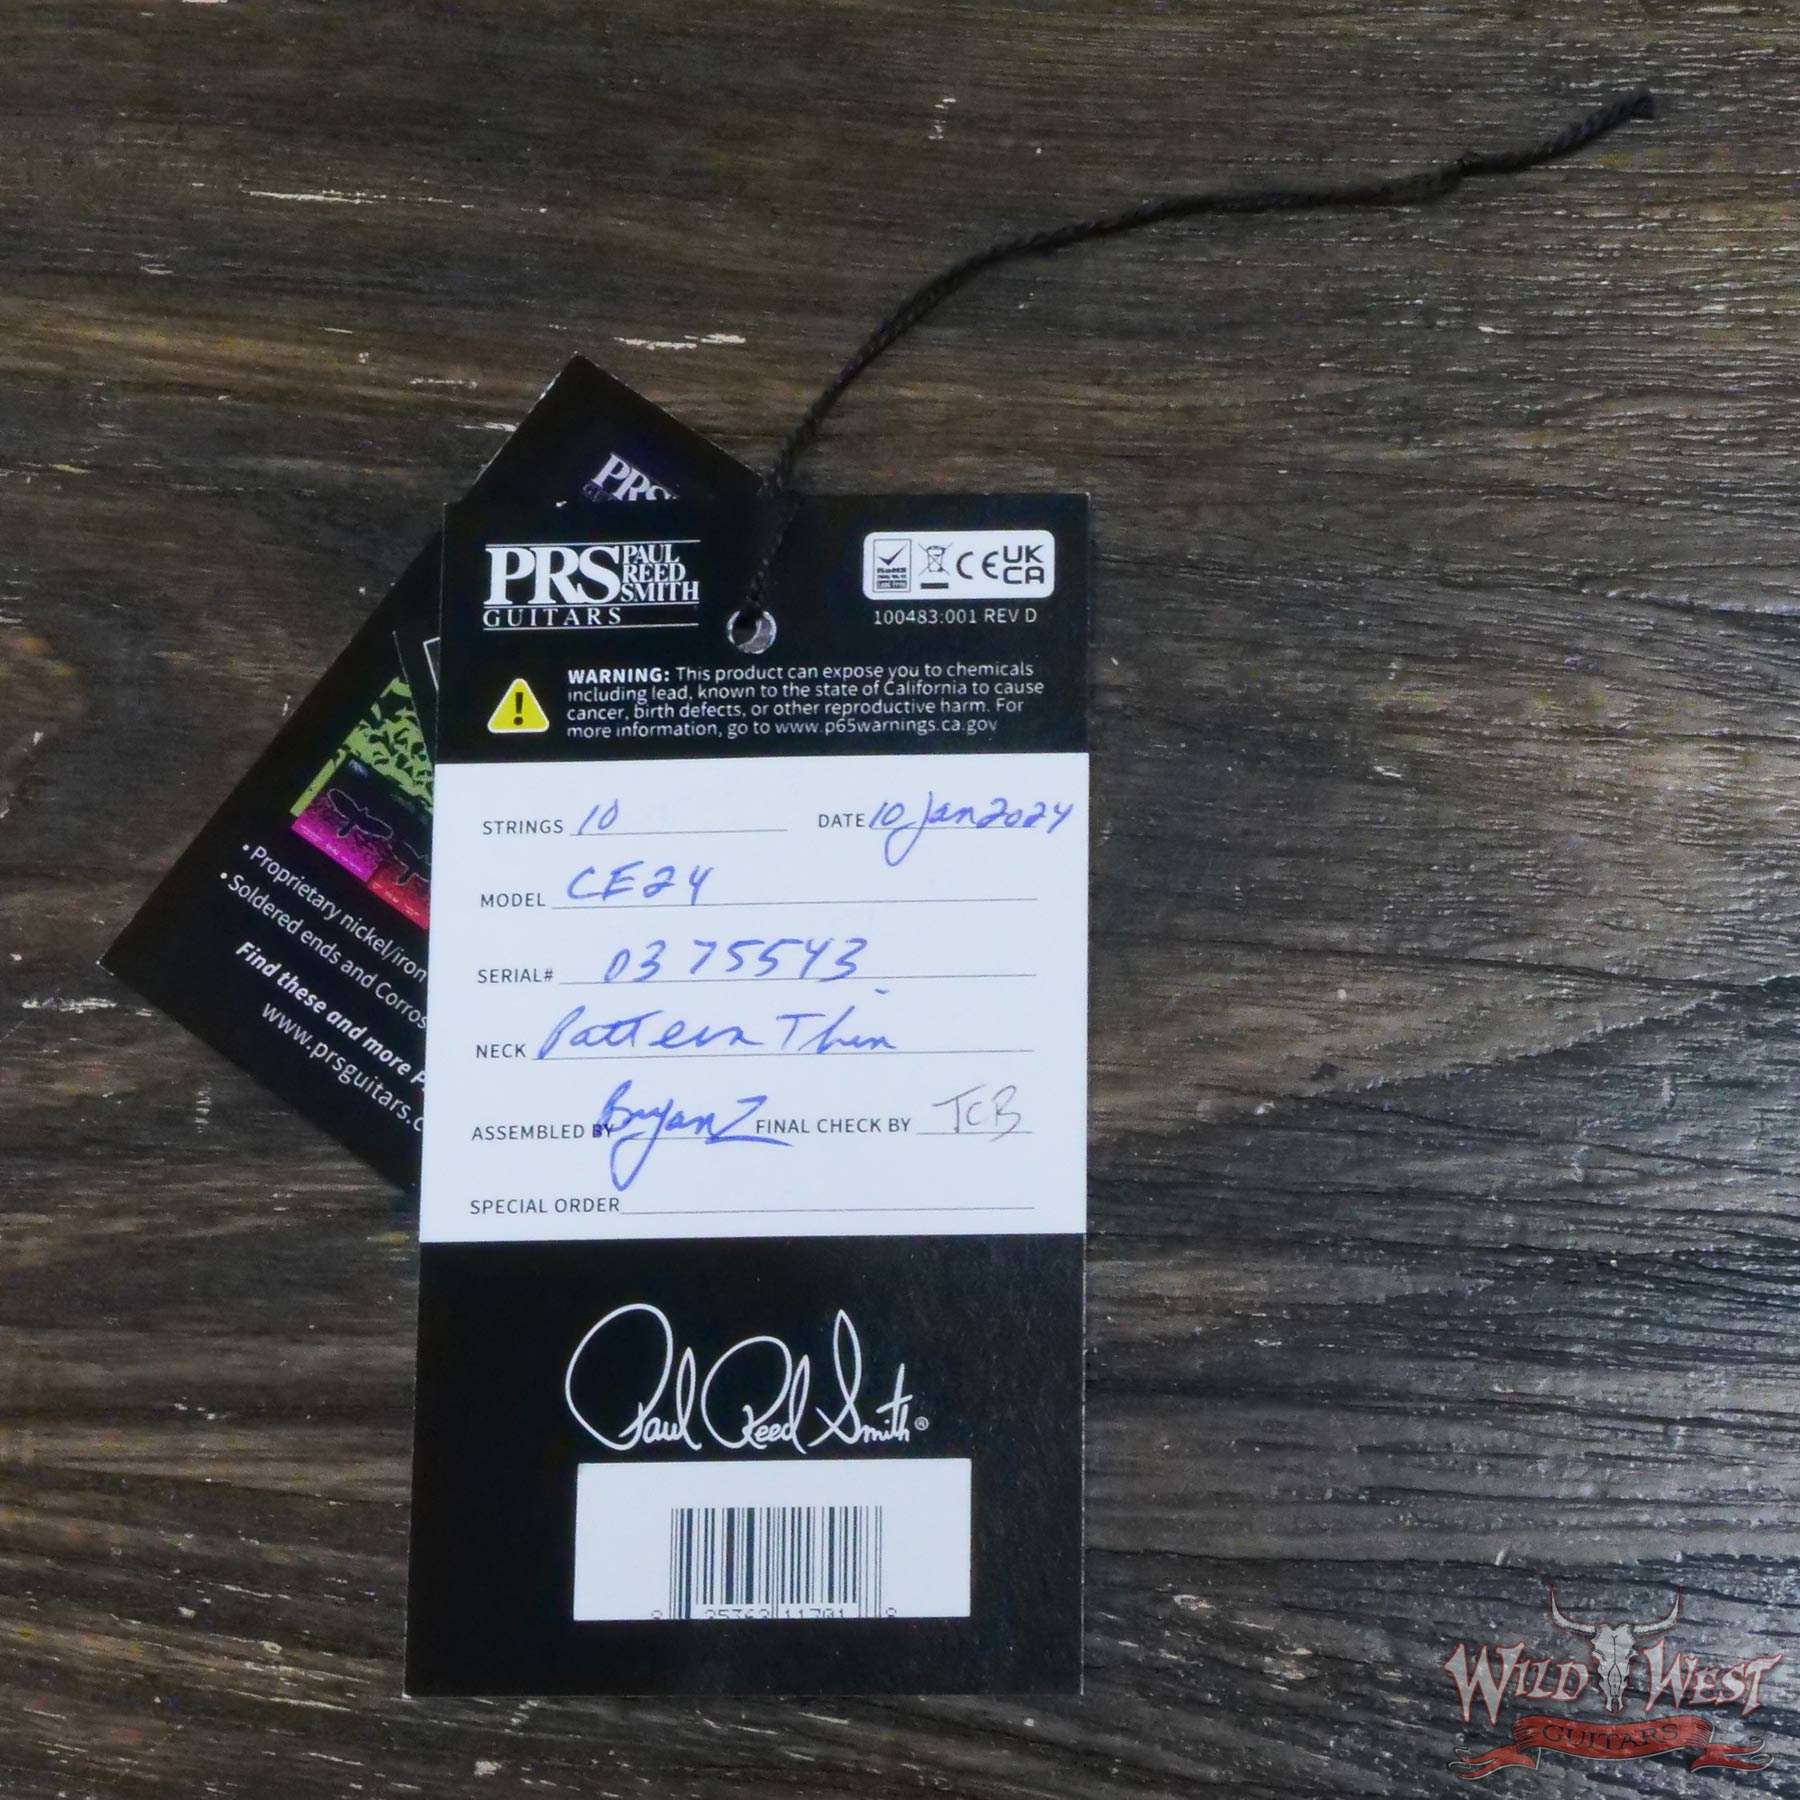 PRS
PRS PAUL REED SMITH
GUITARS
RoHS
CE UK CA
100483:001 REV D
WARNING: This product can expose you to chemicals
including lead, known to the state of California to cause
cancer, birth defects, or other reproductive harm. For
more information, go to www.p65warnings.ca.gov
STRINGS 10 DATE 10 Jan 2024
MODEL CE24
SERIAL# 0375543
NECK Pattern Thin
ASSEMBLED BY Bryan Z FINAL CHECK BY TCB
SPECIAL ORDER
Paul Reed Smith®
• Proprietary nickel/iron
• Soldered ends and Corros
Find these and more P
www.prsguitars.c
WILD WEST
GUITARS